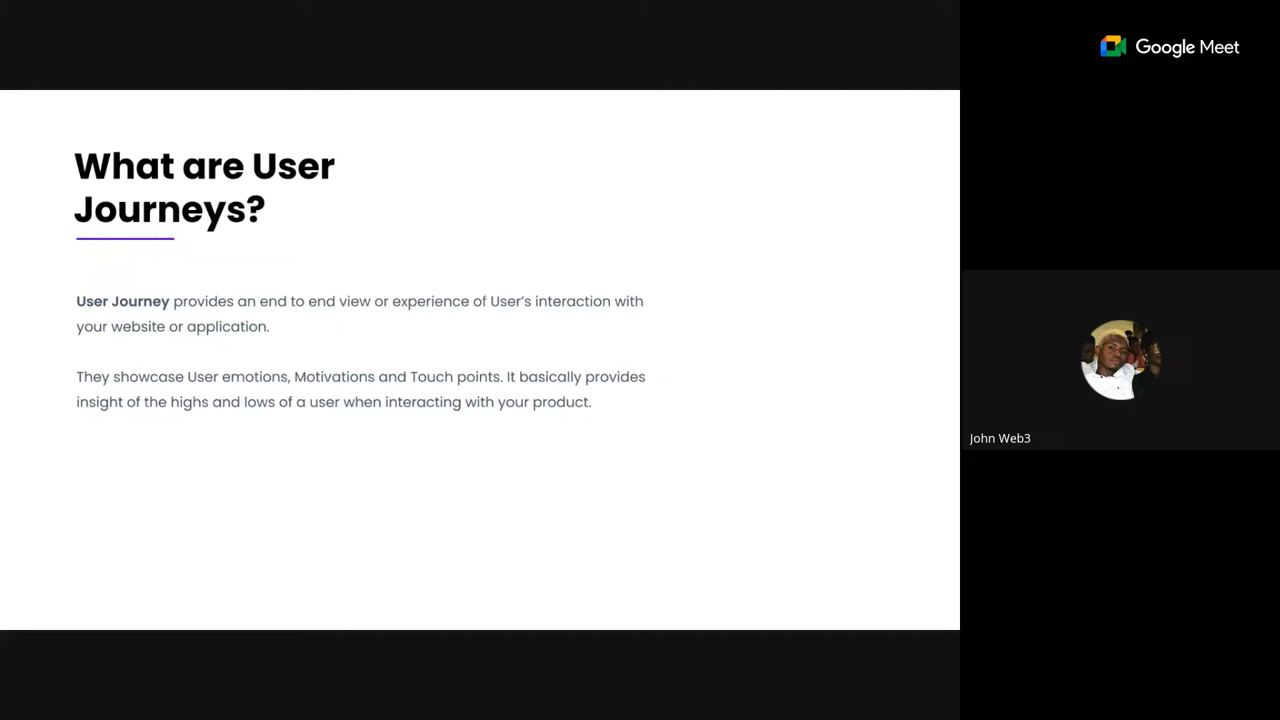 Google Meet
What are User
Journeys?
User Journey provides an end to end view or experience of User's interaction with
your website or application.
They showcase User emotions, Motivations and Touch points. It basically provides
insight of the highs and lows of a user when interacting with your product.
John Web3